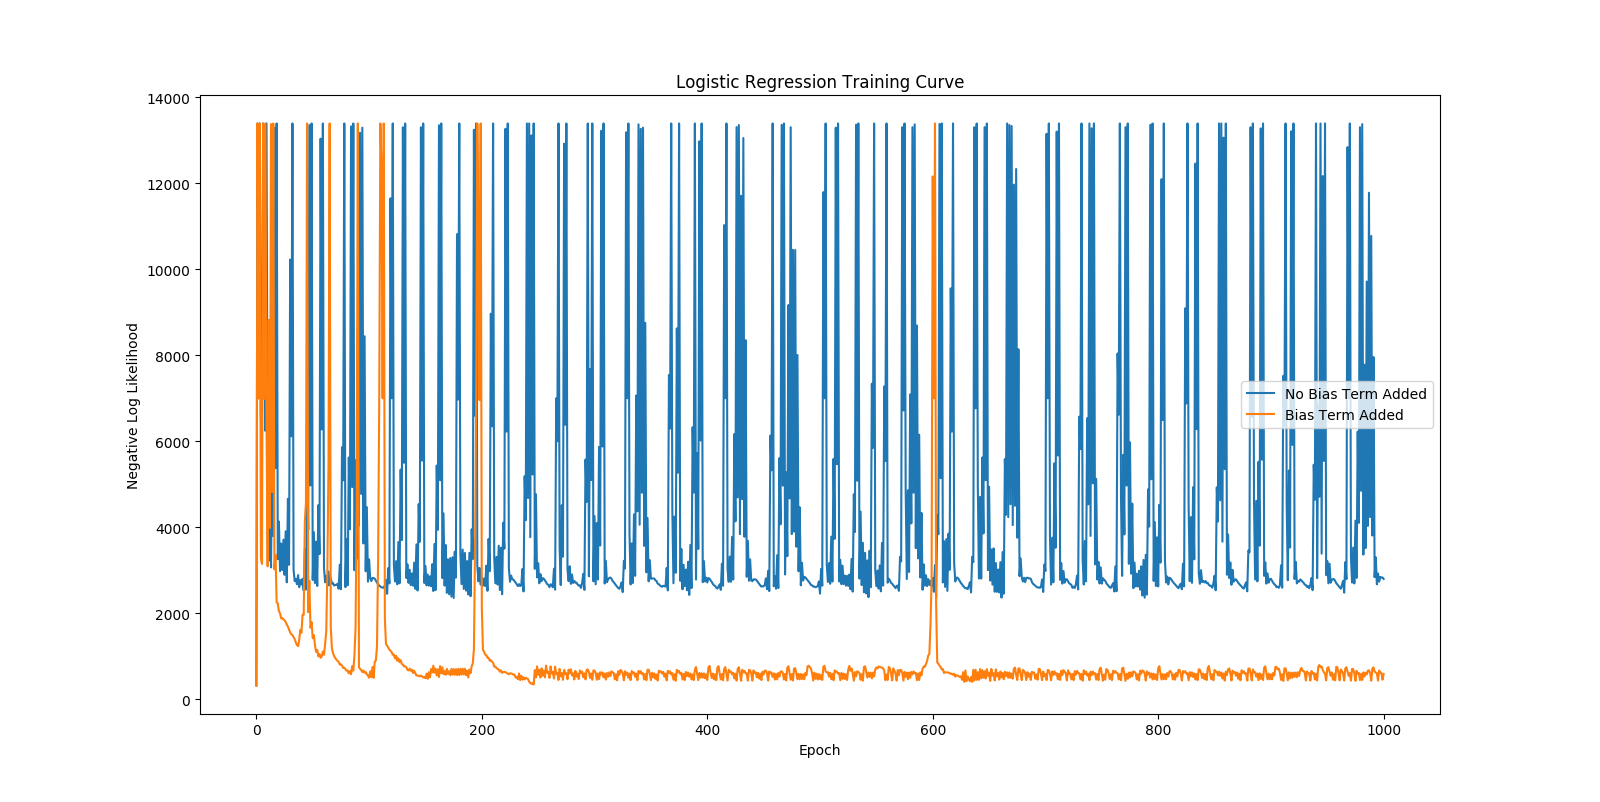 Logistic Regression Training Curve
14000
12000
10000
8000
6000
4000
2000
0
Negative Log Likelihood
No Bias Term Added
Bias Term Added
0 200 400 600 800 1000
Epoch